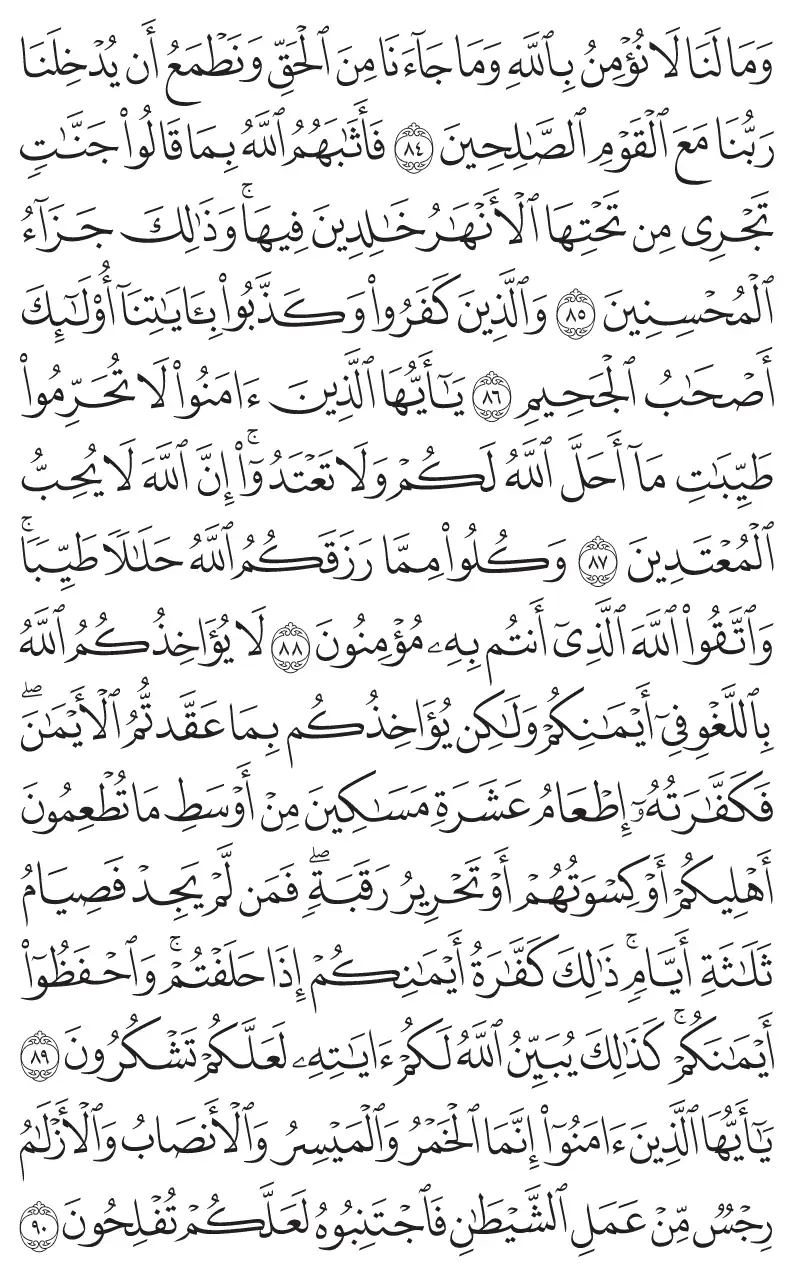 وَمَا لَنَا لَا نُؤْمِنُ بِٱللَّهِ وَمَا جَآءَنَا مِنَ ٱلْحَقِّ وَنَطْمَعُ أَن يُدْخِلَنَا
رَبُّنَا مَعَ ٱلْقَوْمِ ٱلصَّـٰلِحِينَ ٨٤ فَأَثَـٰبَهُمُ ٱللَّهُ بِمَا قَالُوا۟ جَنَّـٰتٍ
تَجْرِى مِن تَحْتِهَا ٱلْأَنْهَـٰرُ خَـٰلِدِينَ فِيهَا ۚ وَذَٰلِكَ جَزَآءُ
ٱلْمُحْسِنِينَ ٨٥ وَٱلَّذِينَ كَفَرُوا۟ وَكَذَّبُوا۟ بِـَٔايَـٰتِنَآ أُو۟لَـٰٓئِكَ
أَصْحَـٰبُ ٱلْجَحِيمِ ٨٦ يَـٰٓأَيُّهَا ٱلَّذِينَ ءَامَنُوا۟ لَا تُحَرِّمُوا۟
طَيِّبَـٰتِ مَآ أَحَلَّ ٱللَّهُ لَكُمْ وَلَا تَعْتَدُوٓا۟ ۚ إِنَّ ٱللَّهَ لَا يُحِبُّ
ٱلْمُعْتَدِينَ ٨٧ وَكُلُوا۟ مِمَّا رَزَقَكُمُ ٱللَّهُ حَلَـٰلًا طَيِّبًا ۚ
وَٱتَّقُوا۟ ٱللَّهَ ٱلَّذِىٓ أَنتُم بِهِۦ مُؤْمِنُونَ ٨٨ لَا يُؤَاخِذُكُمُ ٱللَّهُ
بِٱللَّغْوِ فِىٓ أَيْمَـٰنِكُمْ وَلَـٰكِن يُؤَاخِذُكُم بِمَا عَقَّدتُّمُ ٱلْأَيْمَـٰنَ ۖ
فَكَفَّـٰرَتُهُۥٓ إِطْعَامُ عَشَرَةِ مَسَـٰكِينَ مِنْ أَوْسَطِ مَا تُطْعِمُونَ
أَهْلِيكُمْ أَوْ كِسْوَتُهُمْ أَوْ تَحْرِيرُ رَقَبَةٍ ۖ فَمَن لَّمْ يَجِدْ فَصِيَامُ
ثَلَـٰثَةِ أَيَّامٍ ۚ ذَٰلِكَ كَفَّـٰرَةُ أَيْمَـٰنِكُمْ إِذَا حَلَفْتُمْ ۚ وَٱحْفَظُوٓا۟
أَيْمَـٰنَكُمْ ۚ كَذَٰلِكَ يُبَيِّنُ ٱللَّهُ لَكُمْ ءَايَـٰتِهِۦ لَعَلَّكُمْ تَشْكُرُونَ ٨٩
يَـٰٓأَيُّهَا ٱلَّذِينَ ءَامَنُوٓا۟ إِنَّمَا ٱلْخَمْرُ وَٱلْمَيْسِرُ وَٱلْأَنصَابُ وَٱلْأَزْلَـٰمُ
رِجْسٌ مِّنْ عَمَلِ ٱلشَّيْطَـٰنِ فَٱجْتَنِبُوهُ لَعَلَّكُمْ تُفْلِحُونَ ٩٠